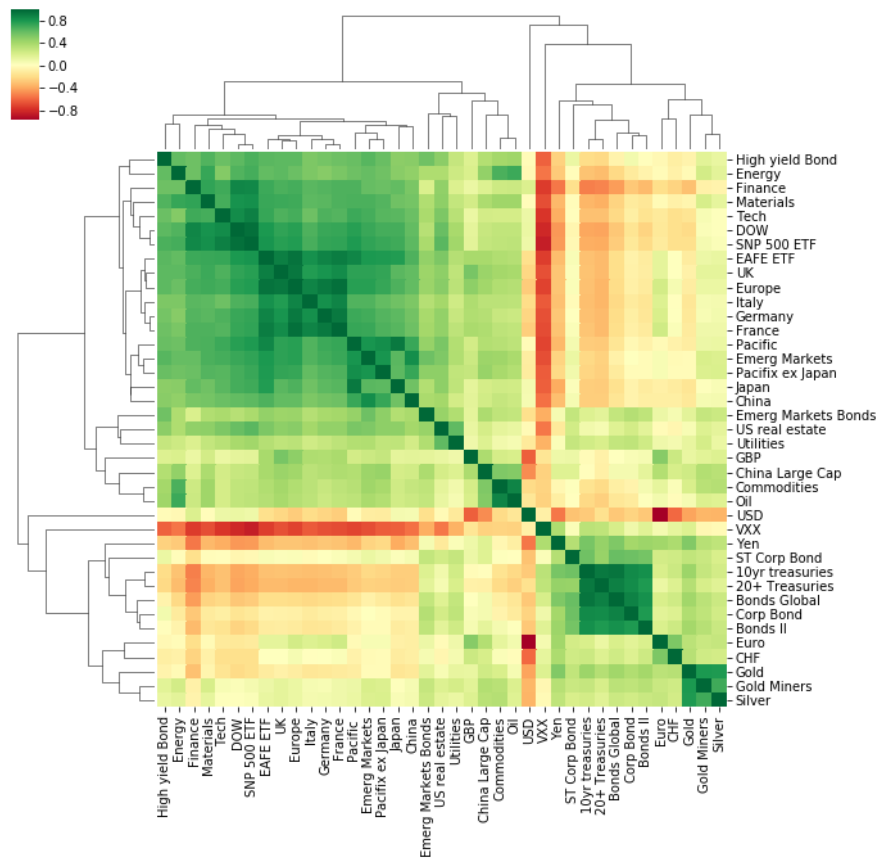 0.8
0.4
0.0
−0.4
−0.8
High yield Bond
Energy
Finance
Materials
Tech
DOW
SNP 500 ETF
EAFE ETF
UK
Europe
Italy
Germany
France
Pacific
Emerg Markets
Pacifix ex Japan
Japan
China
Emerg Markets Bonds
US real estate
Utilities
GBP
China Large Cap
Commodities
Oil
USD
VXX
Yen
ST Corp Bond
10yr treasuries
20+ Treasuries
Bonds Global
Corp Bond
Bonds II
Euro
CHF
Gold
Gold Miners
Silver
High yield Bond
Energy
Finance
Materials
Tech
DOW
SNP 500 ETF
EAFE ETF
UK
Europe
Italy
Germany
France
Pacific
Emerg Markets
Pacifix ex Japan
Japan
China
Emerg Markets Bonds
US real estate
Utilities
GBP
China Large Cap
Commodities
Oil
USD
VXX
Yen
ST Corp Bond
10yr treasuries
20+ Treasuries
Bonds Global
Corp Bond
Bonds II
Euro
CHF
Gold
Gold Miners
Silver